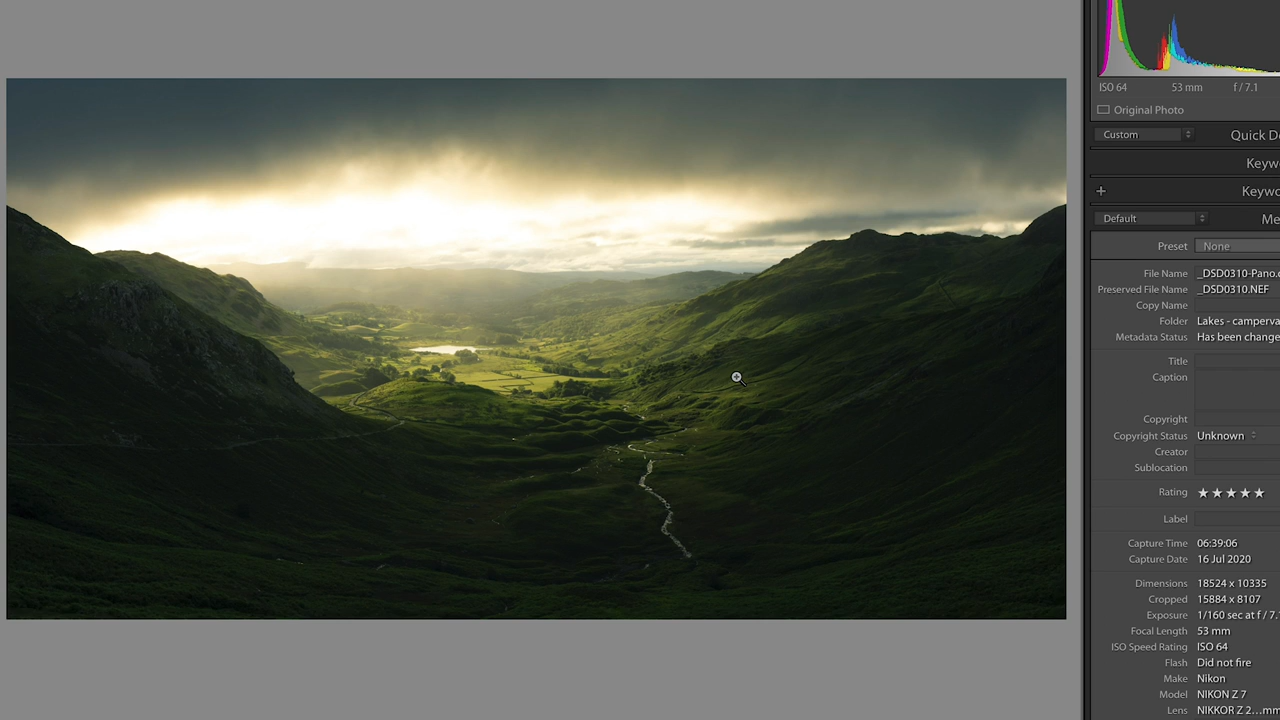 ISO 64 53 mm f / 7.1
Original Photo
Custom Quick D
Keyw
Keywo
Default Me
Preset None
File Name _DSD0310-Pano.
Preserved File Name _DSD0310.NEF
Copy Name
Folder Lakes - camperva
Metadata Status Has been change
Title
Caption
Copyright
Copyright Status Unknown
Creator
Sublocation
Rating ★★★★★
Label
Capture Time 06:39:06
Capture Date 16 Jul 2020
Dimensions 18524 x 10335
Cropped 15884 x 8107
Exposure 1/160 sec at f / 7.
Focal Length 53 mm
ISO Speed Rating ISO 64
Flash Did not fire
Make Nikon
Model NIKON Z 7
Lens NIKKOR Z 2...mm